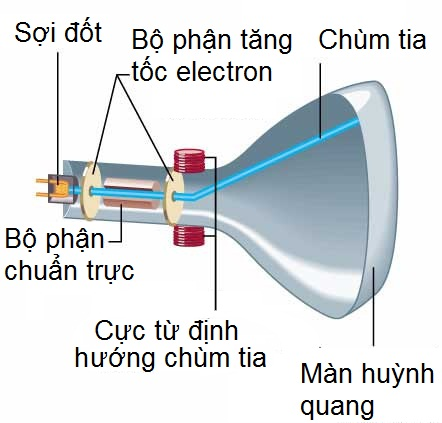 Sợi đốt
Bộ phận tăng
tốc electron
Chùm tia
Bộ phận
chuẩn trực
Cực từ định
hướng chùm tia
Màn huỳnh
quang